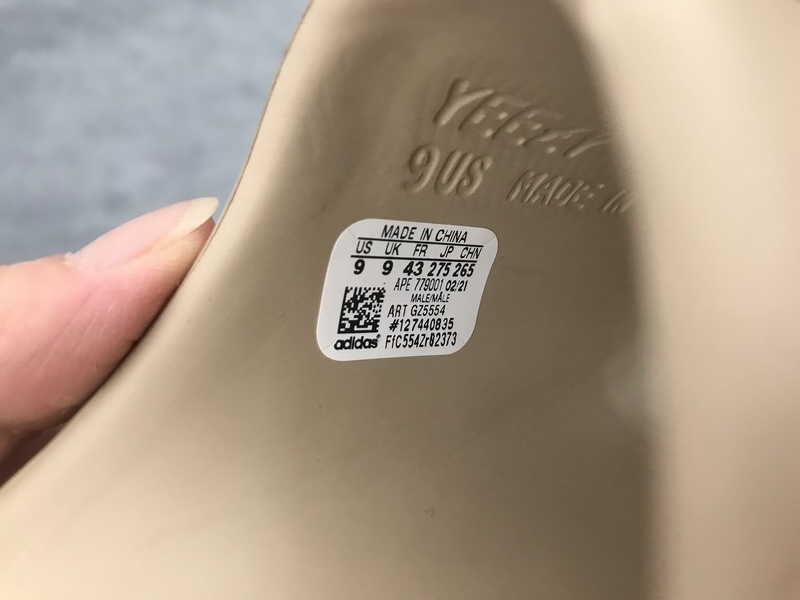 YEEZY
9US MADE IN
MADE IN CHINA
US UK FR JP CHN
9 9 43 275 265
APE 779001 02/21
MALE/MÂLE
ART GZ5554
#127440835
adidas FfC554Zr02373